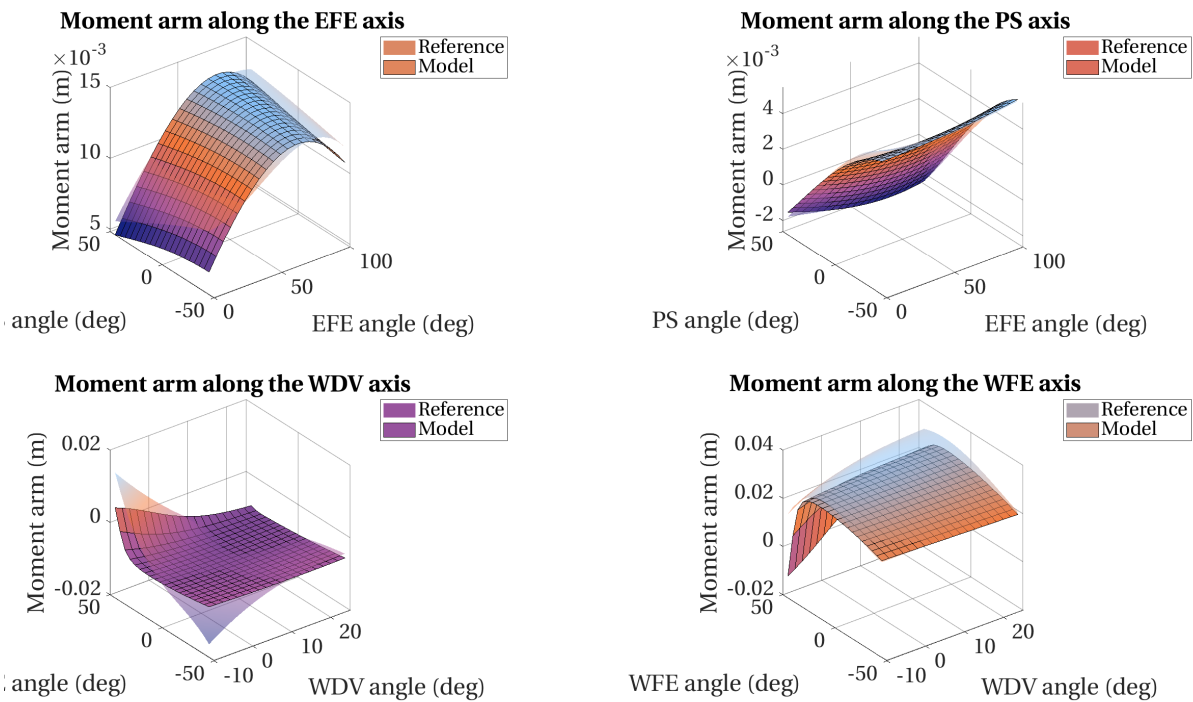 Moment arm along the EFE axis
×10-3
Reference
Model
Moment arm (m)
15
10
5
50
0
-50
0
50
100
angle (deg)
EFE angle (deg)
Moment arm along the PS axis
×10-3
Reference
Model
Moment arm (m)
4
2
0
-2
50
0
-50
0
50
100
PS angle (deg)
EFE angle (deg)
Moment arm along the WDV axis
Reference
Model
Moment arm (m)
0.02
0
-0.02
50
0
-50
-10
0
10
20
angle (deg)
WDV angle (deg)
Moment arm along the WFE axis
Reference
Model
Moment arm (m)
0.04
0.02
0
-0.02
50
0
-50
-10
0
10
20
WFE angle (deg)
WDV angle (deg)